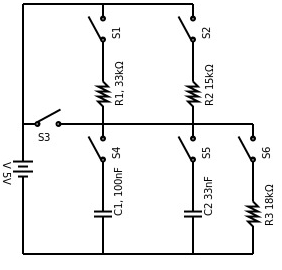 S1
S2
R1, 33kΩ
R2 15kΩ
S3
S4
S5
S6
V 5V
C1, 100nF
C2 33nF
R3 18kΩ